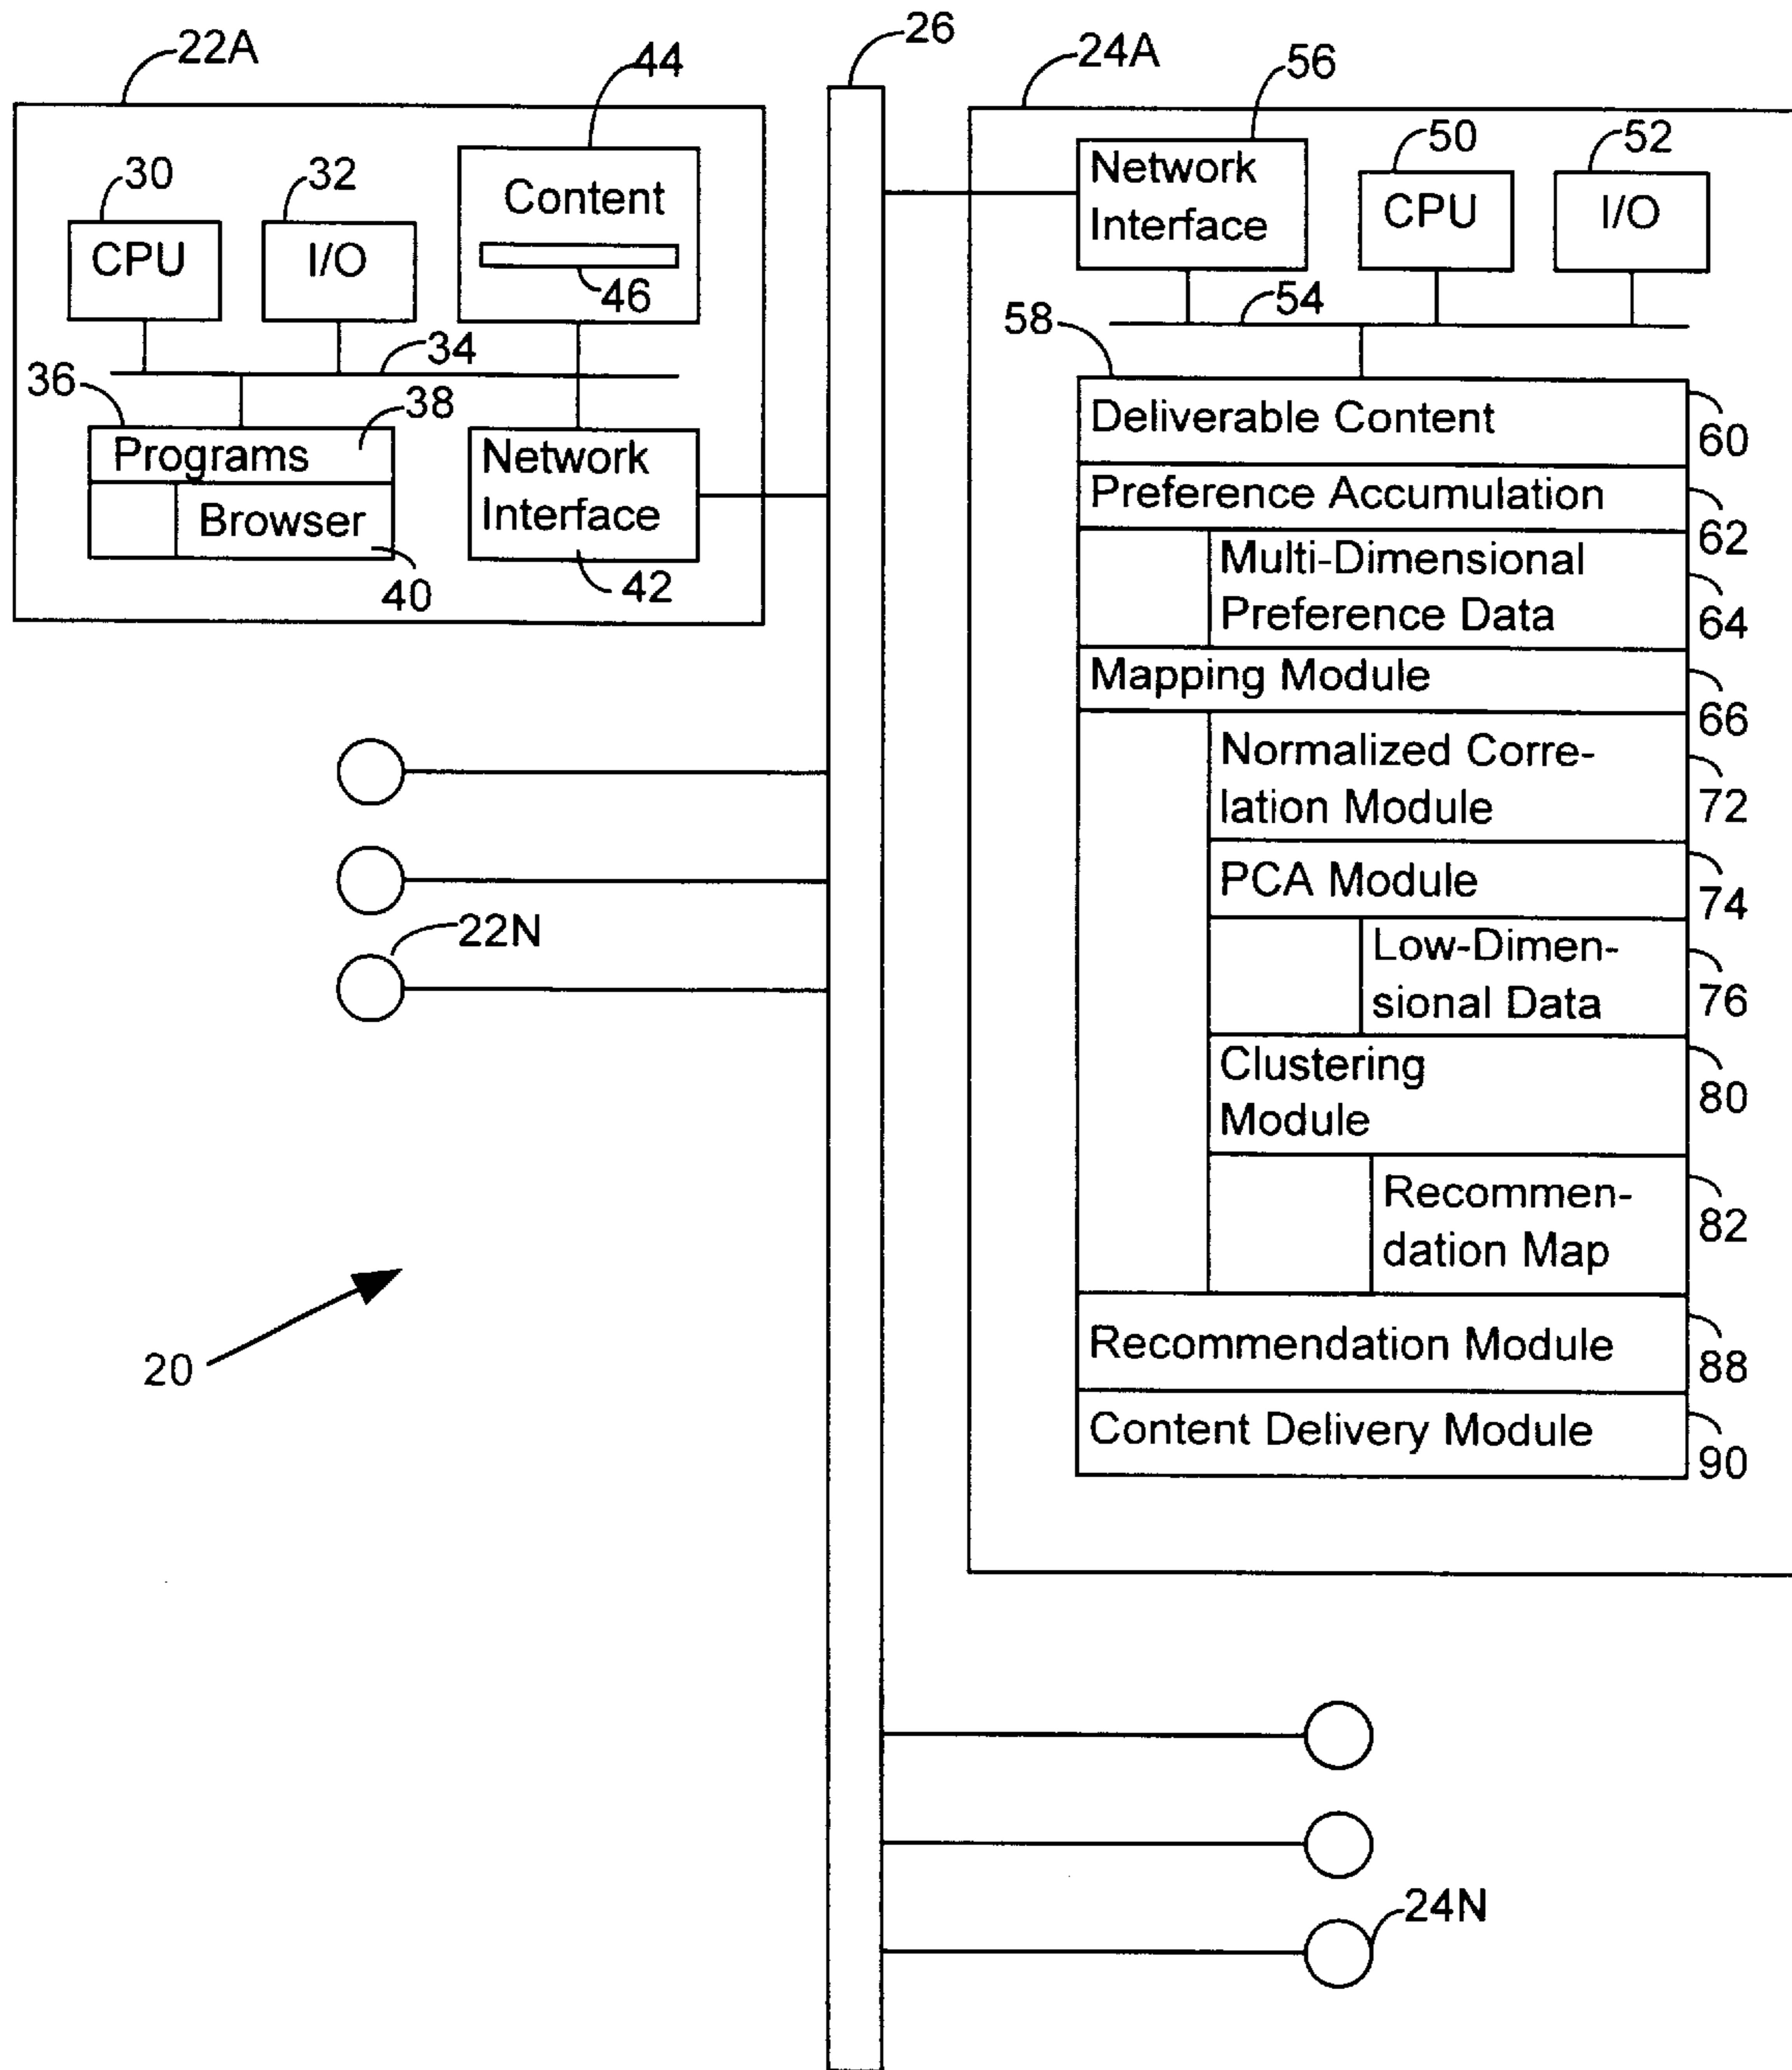 22A
44
26
24A
56
30
32
Content
46
CPU
I/O
34
36
38
Programs
Browser
40
Network
Interface
42
50
52
Network
Interface
CPU
I/O
54
58
Deliverable Content
60
Preference Accumulation
62
Multi-Dimensional
Preference Data
64
Mapping Module
66
Normalized Corre-
lation Module
72
PCA Module
74
Low-Dimen-
sional Data
76
Clustering
Module
80
Recommen-
dation Map
82
Recommendation Module
88
Content Delivery Module
90
22N
20
24N